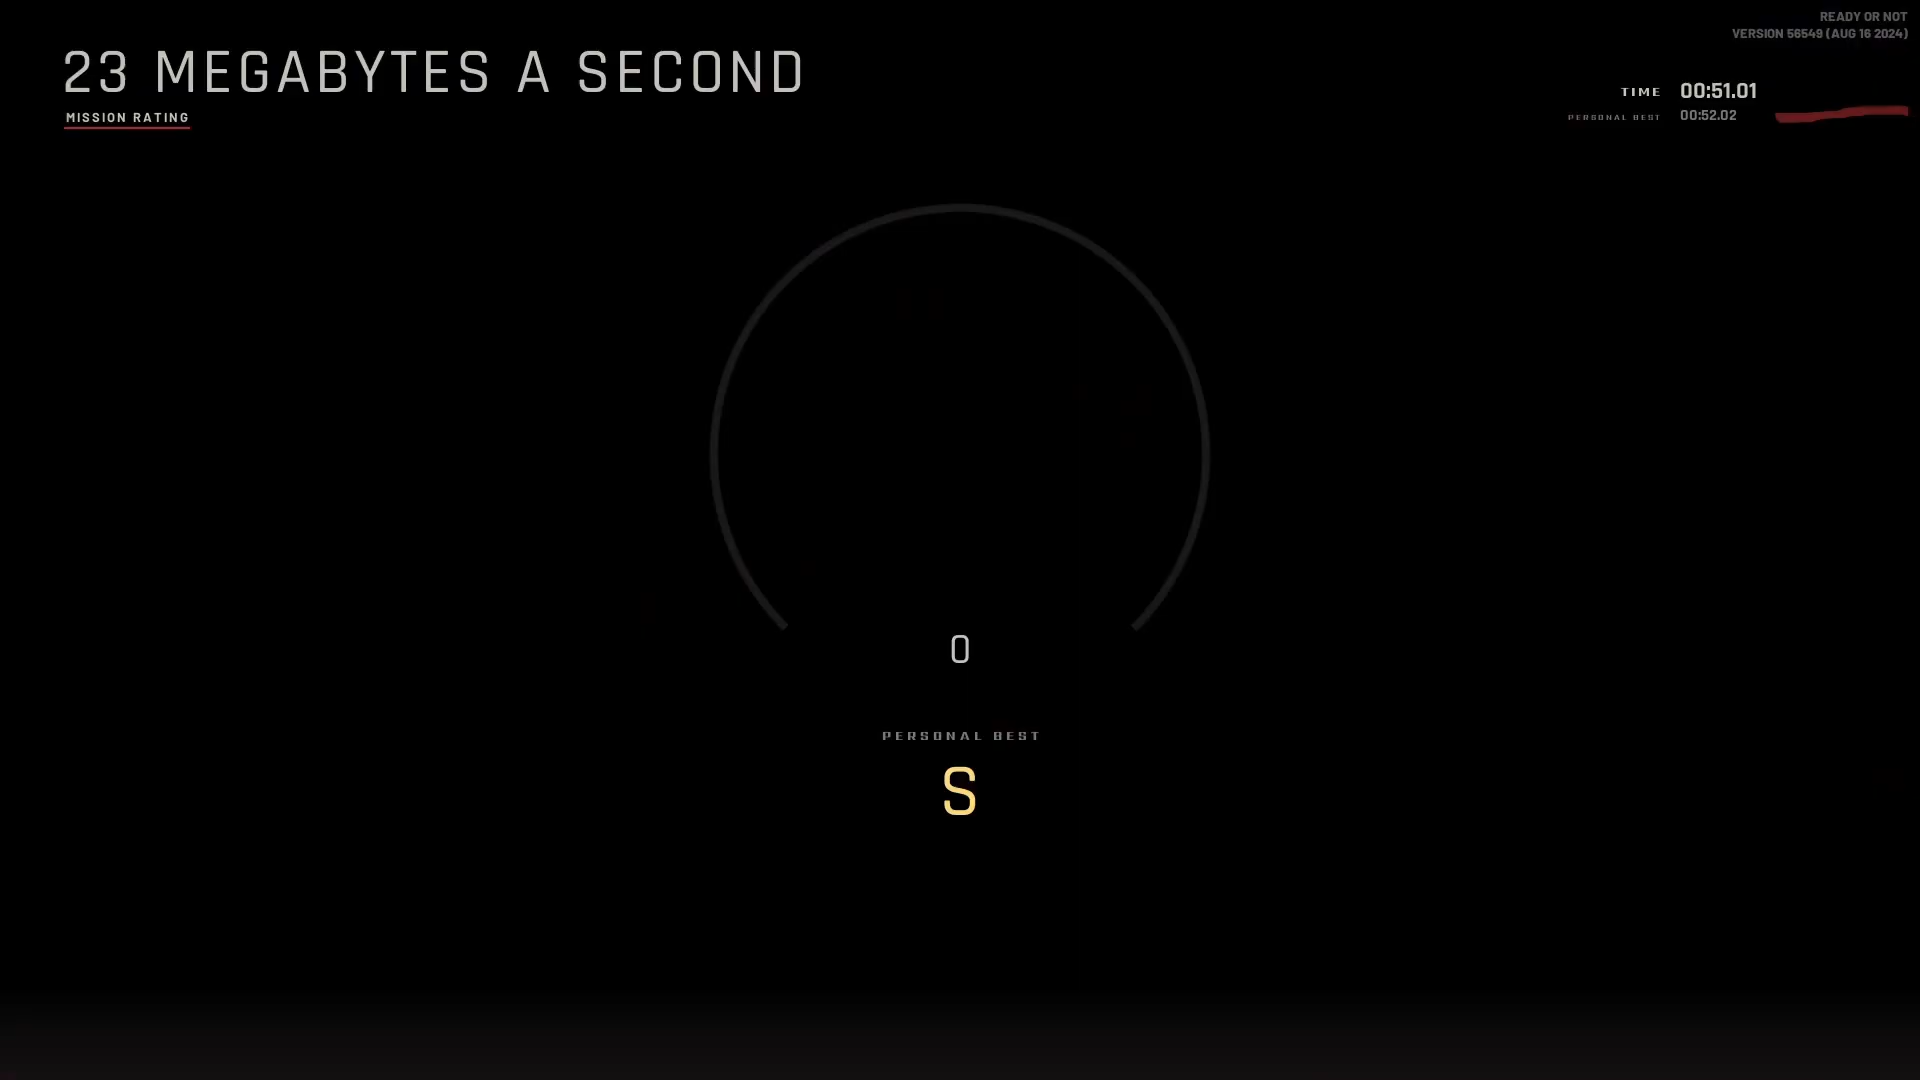 READY OR NOT
VERSION 56549 (AUG 16 2024)
23 MEGABYTES A SECOND
MISSION RATING
TIME 00:51.01
PERSONAL BEST 00:52.02
0
PERSONAL BEST
S